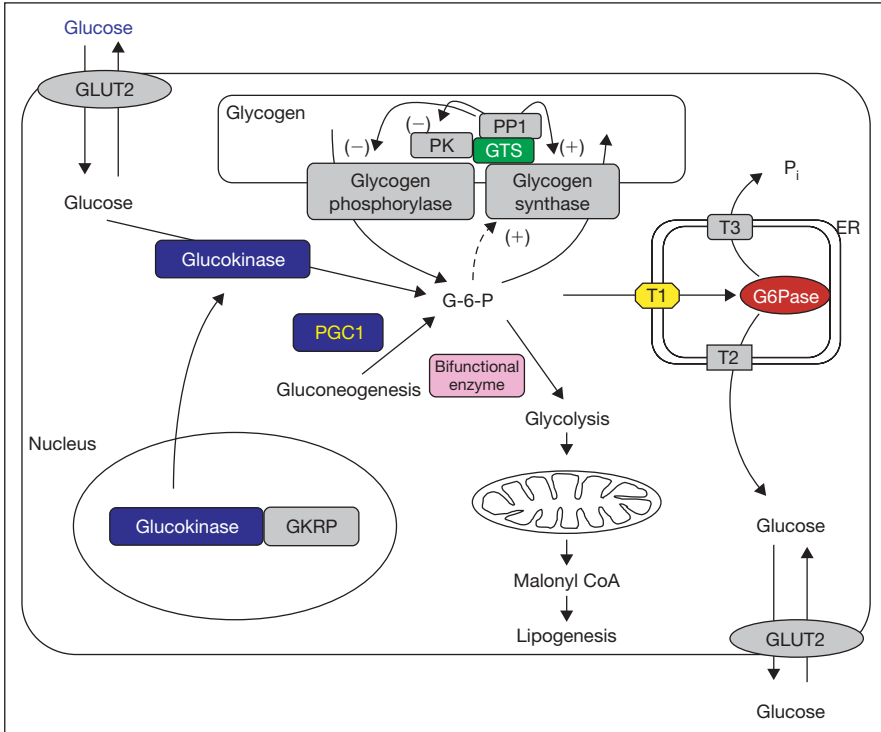 Glucose
GLUT2
Glycogen
(−)
(−)
PP1
PK
GTS
(+)
Glycogen
phosphorylase
Glycogen
synthase
Pi
Glucose
T3
ER
(+)
Glucokinase
G-6-P
T1
G6Pase
PGC1
T2
Gluconeogenesis
Bifunctional
enzyme
Glycolysis
Nucleus
Glucokinase
GKRP
Glucose
Malonyl CoA
Lipogenesis
GLUT2
Glucose